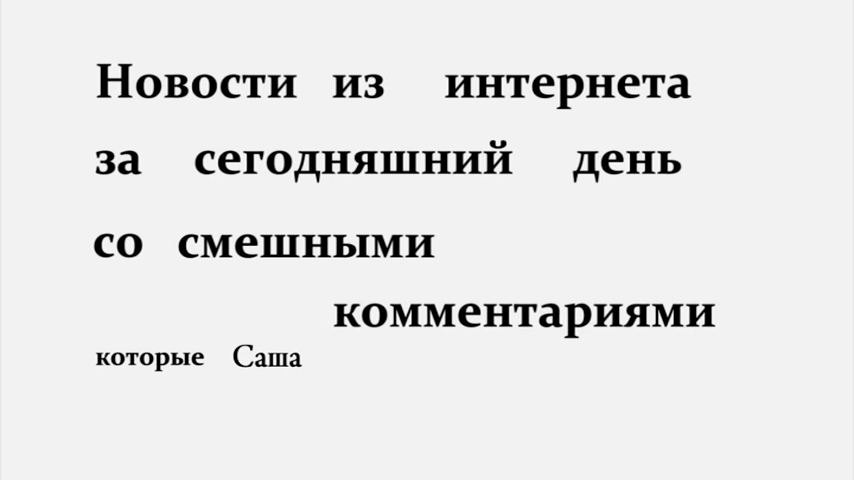 Новости из интернета
за сегодняшний день
со смешными
комментариями
которые Саша